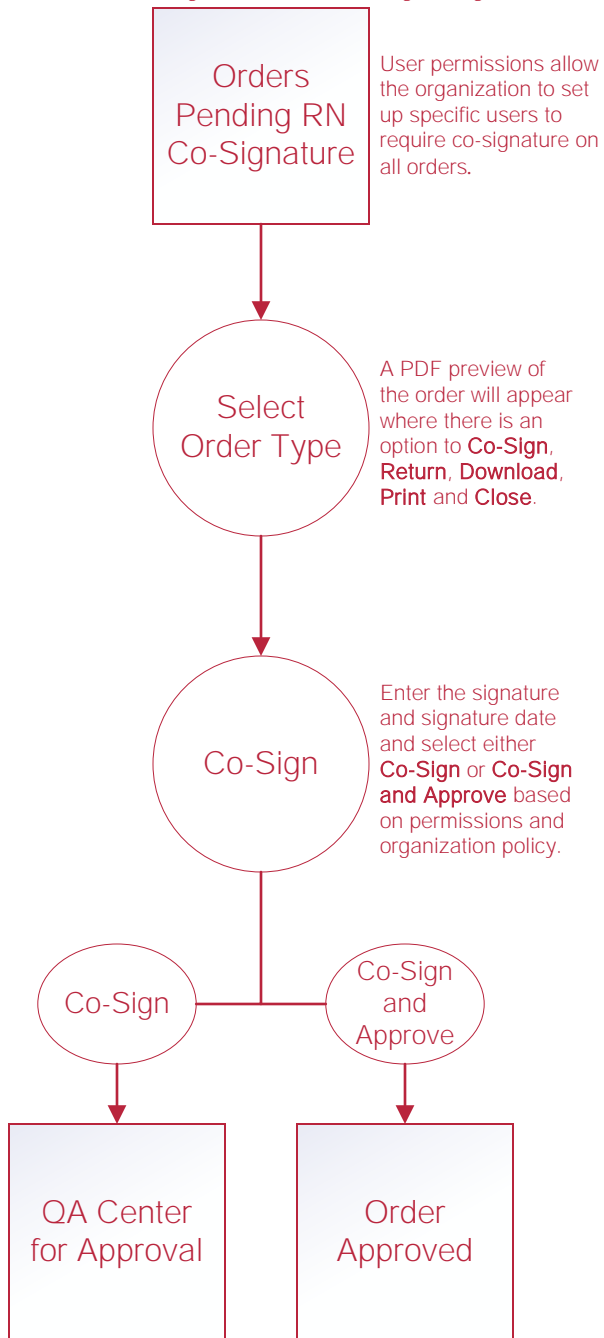 Orders
Pending RN
Co-Signature
User permissions allow
the organization to set
up specific users to
require co-signature on
all orders.
Select
Order Type
A PDF preview of
the order will appear
where there is an
option to Co-Sign,
Return, Download,
Print and Close.
Co-Sign
Enter the signature
and signature date
and select either
Co-Sign or Co-Sign
and Approve based
on permissions and
organization policy.
Co-Sign
Co-Sign
and
Approve
QA Center
for Approval
Order
Approved